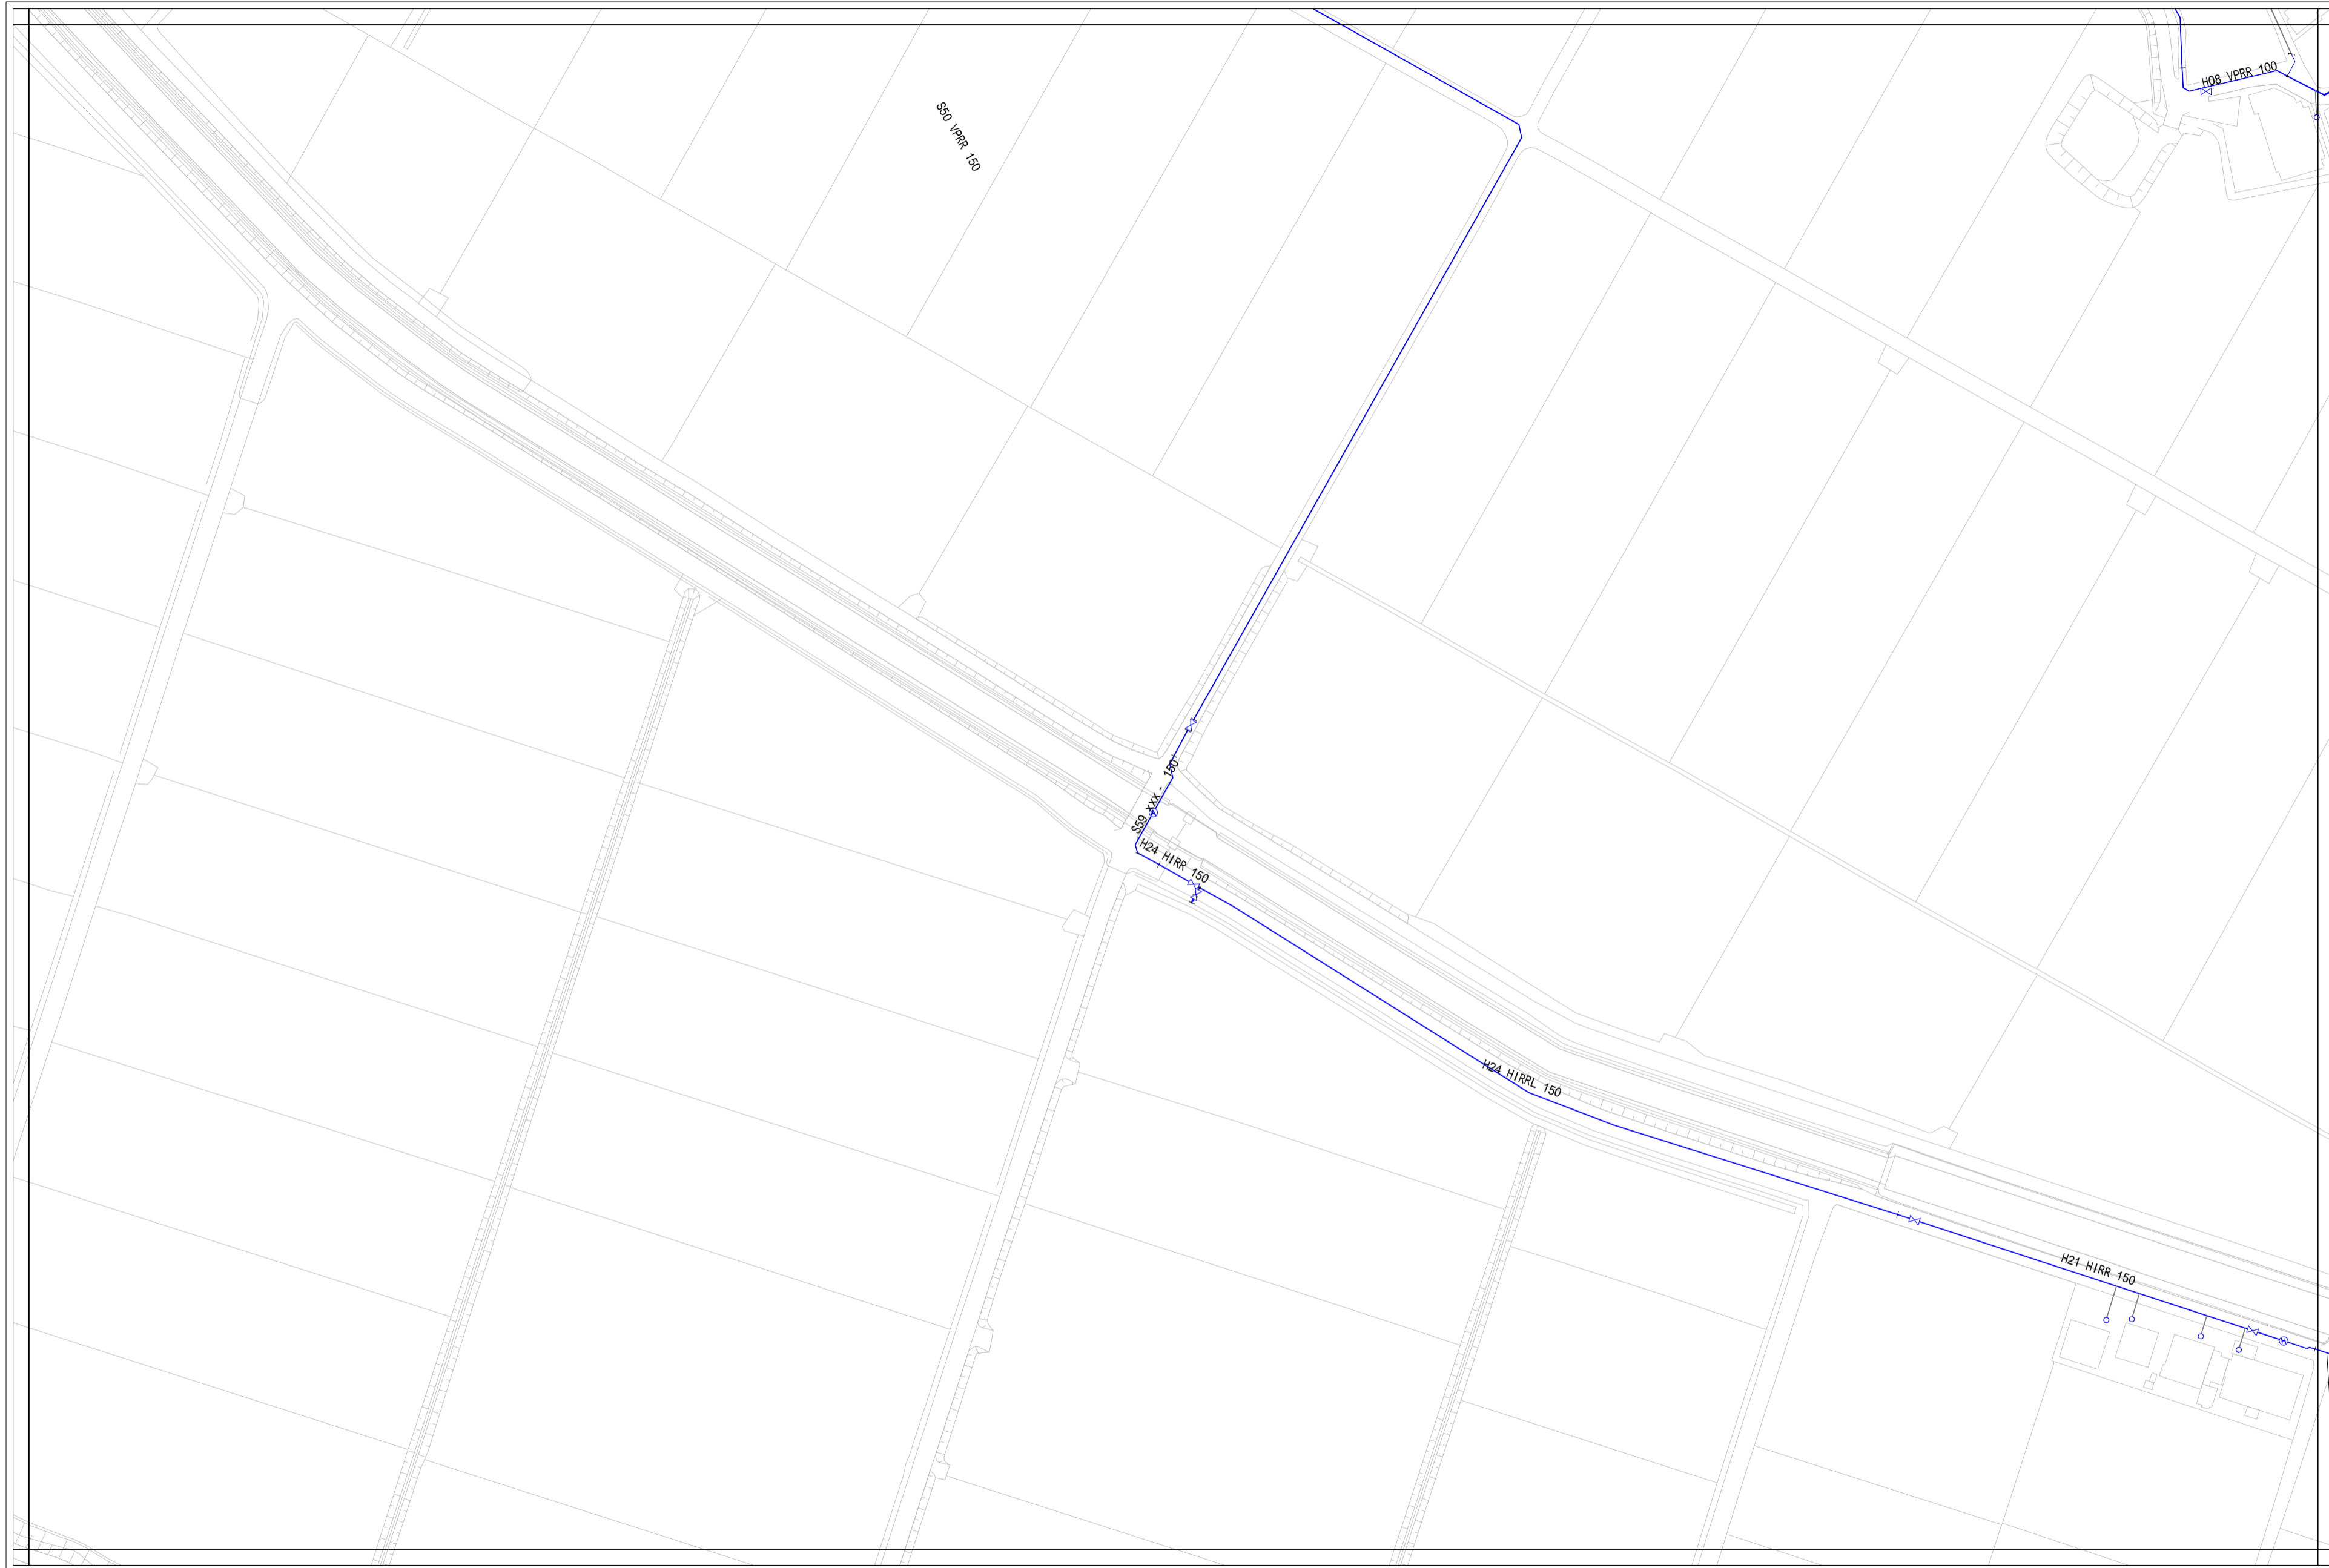 H08 VPRR 100
S50 VPRR 150
S59 xxx - 150
H24 HIRR 150
H24 HIRRL 150
H21 HIRR 150
H